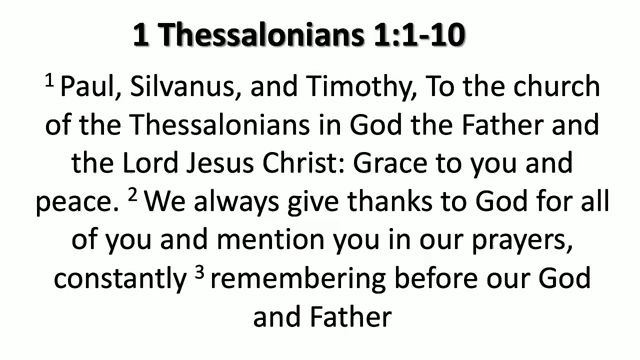 1 Thessalonians 1:1-10
1 Paul, Silvanus, and Timothy, To the church
of the Thessalonians in God the Father and
the Lord Jesus Christ: Grace to you and
peace. 2 We always give thanks to God for all
of you and mention you in our prayers,
constantly 3 remembering before our God
and Father